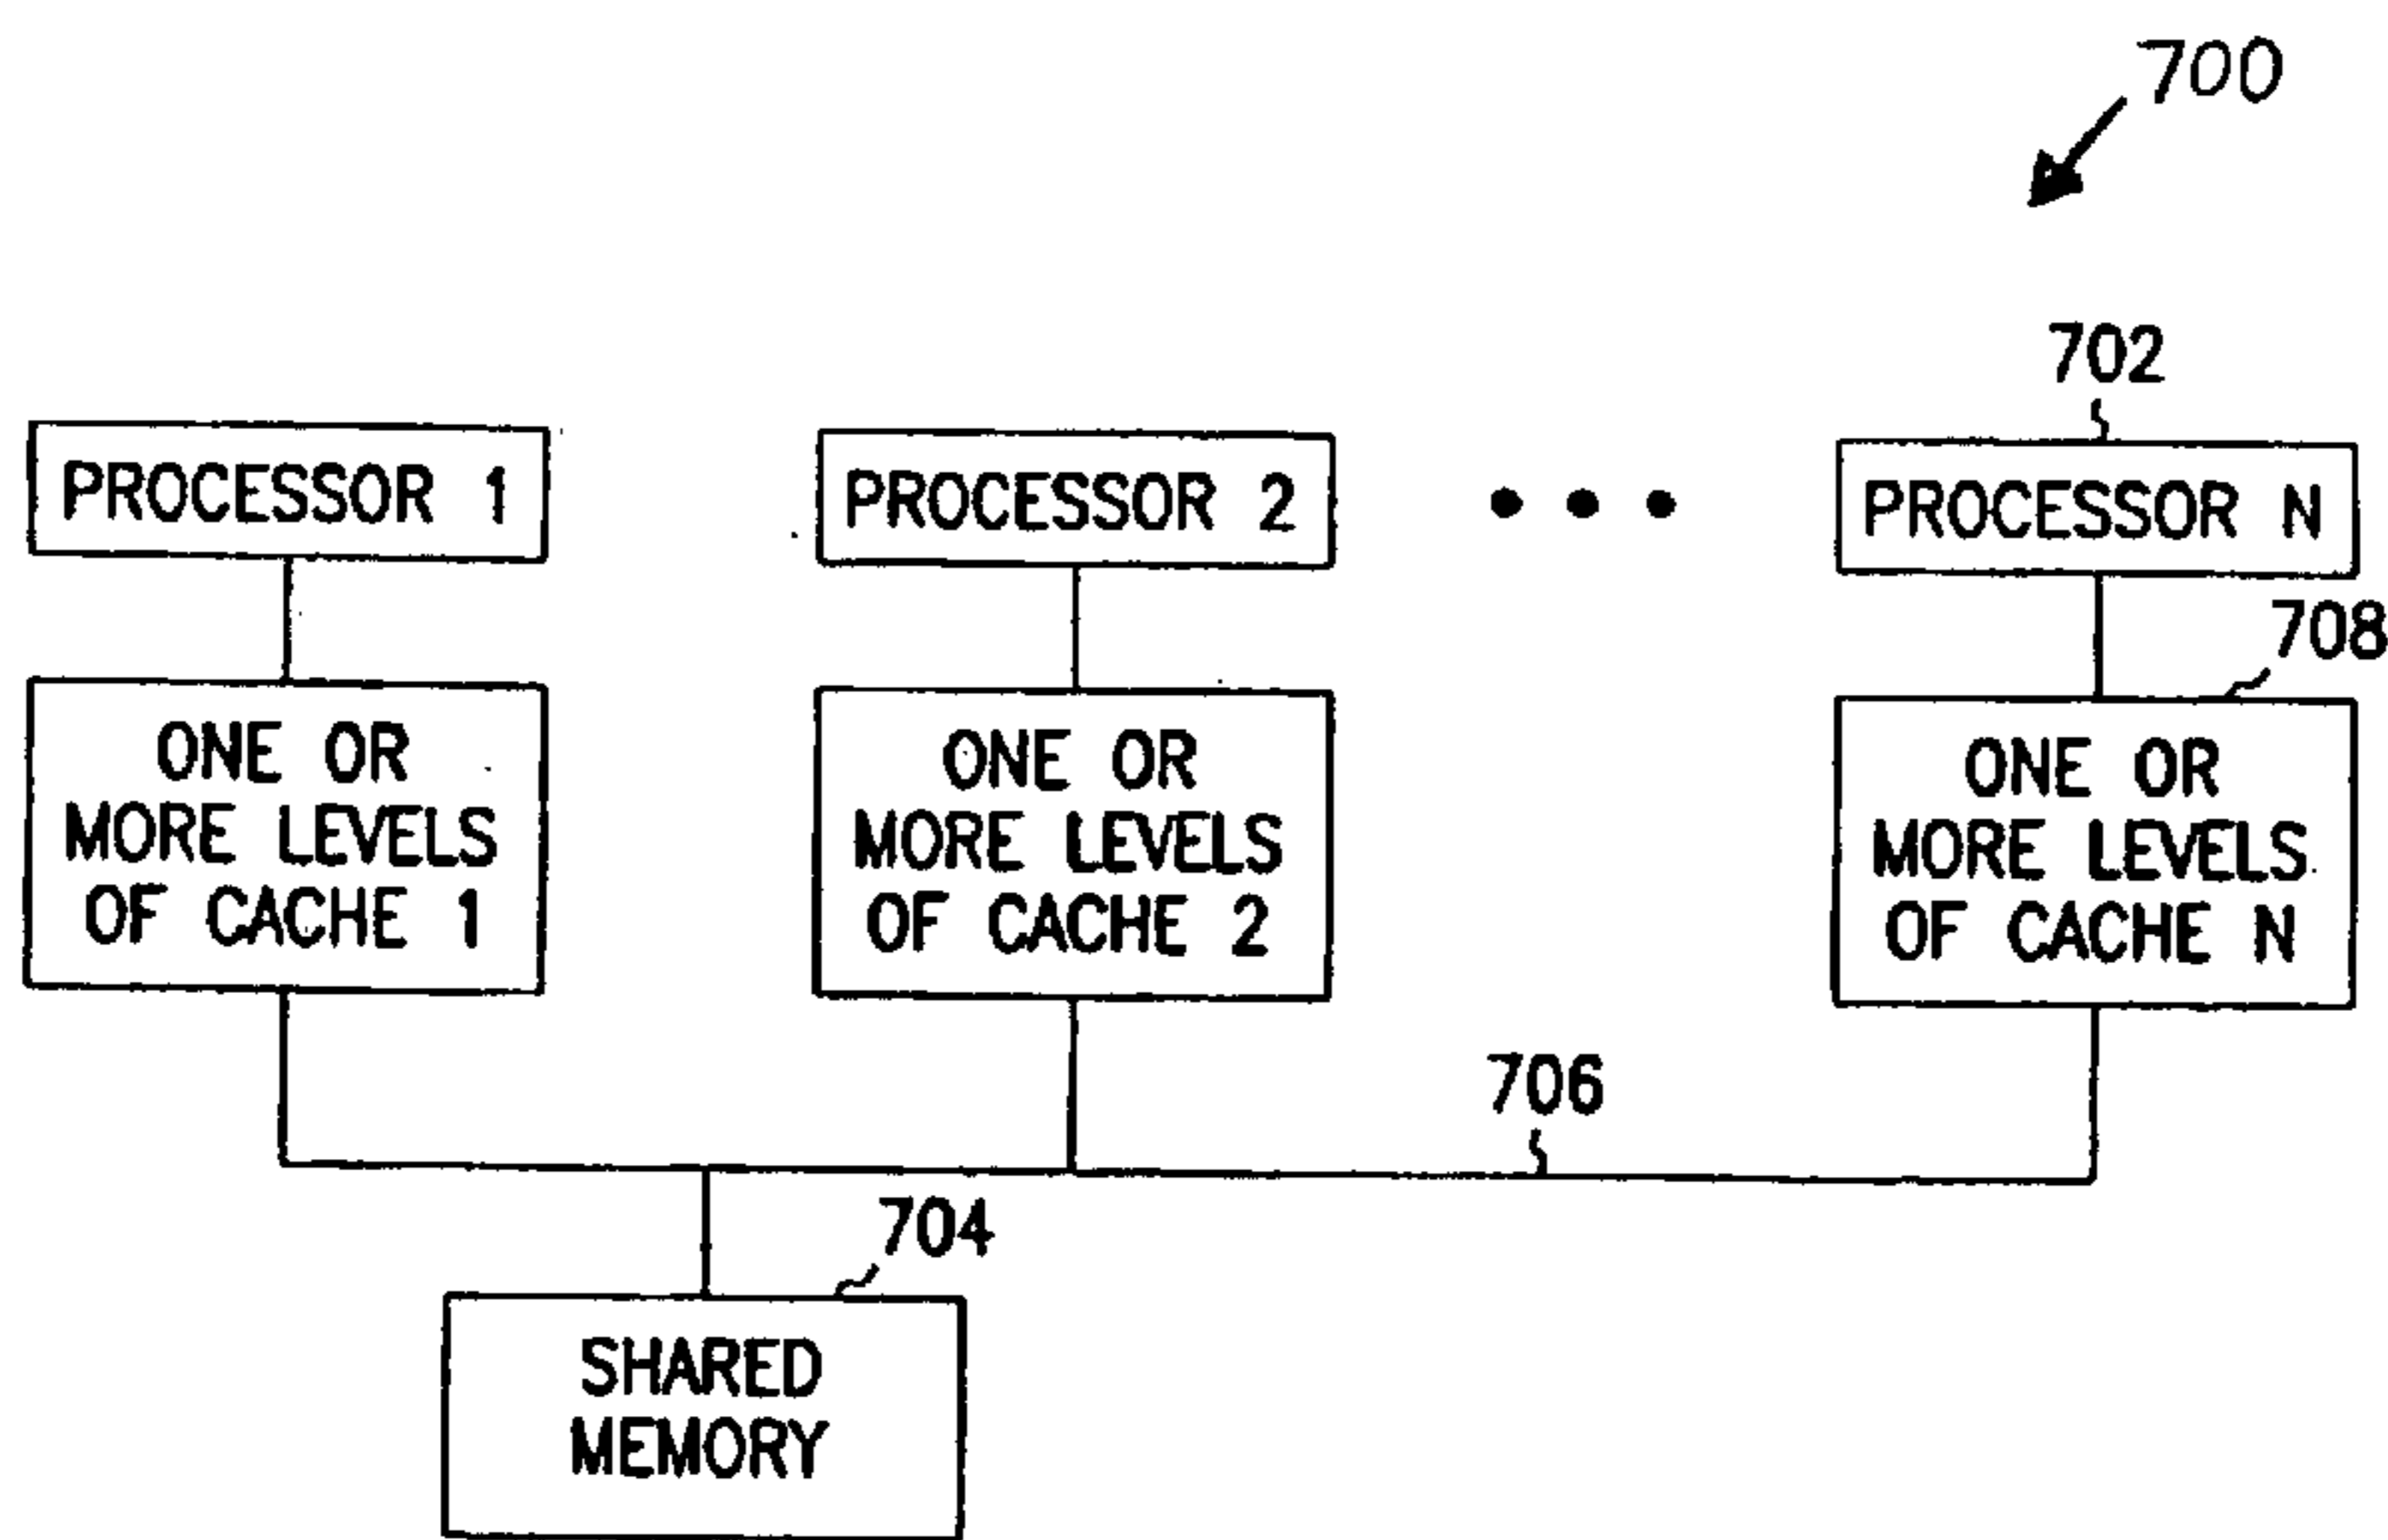 700
702
PROCESSOR 1
PROCESSOR 2
PROCESSOR N
708
ONE OR
MORE LEVELS
OF CACHE 1
ONE OR
MORE LEVELS
OF CACHE 2
ONE OR
MORE LEVELS
OF CACHE N
706
704
SHARED
MEMORY